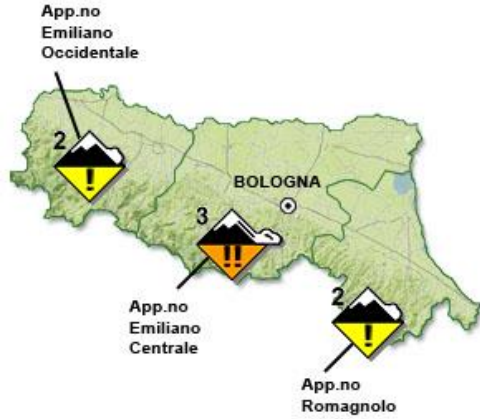 App.no
Emiliano
Occidentale
2
!
BOLOGNA
3
!!
App.no
Emiliano
Centrale
2
!
App.no
Romagnolo